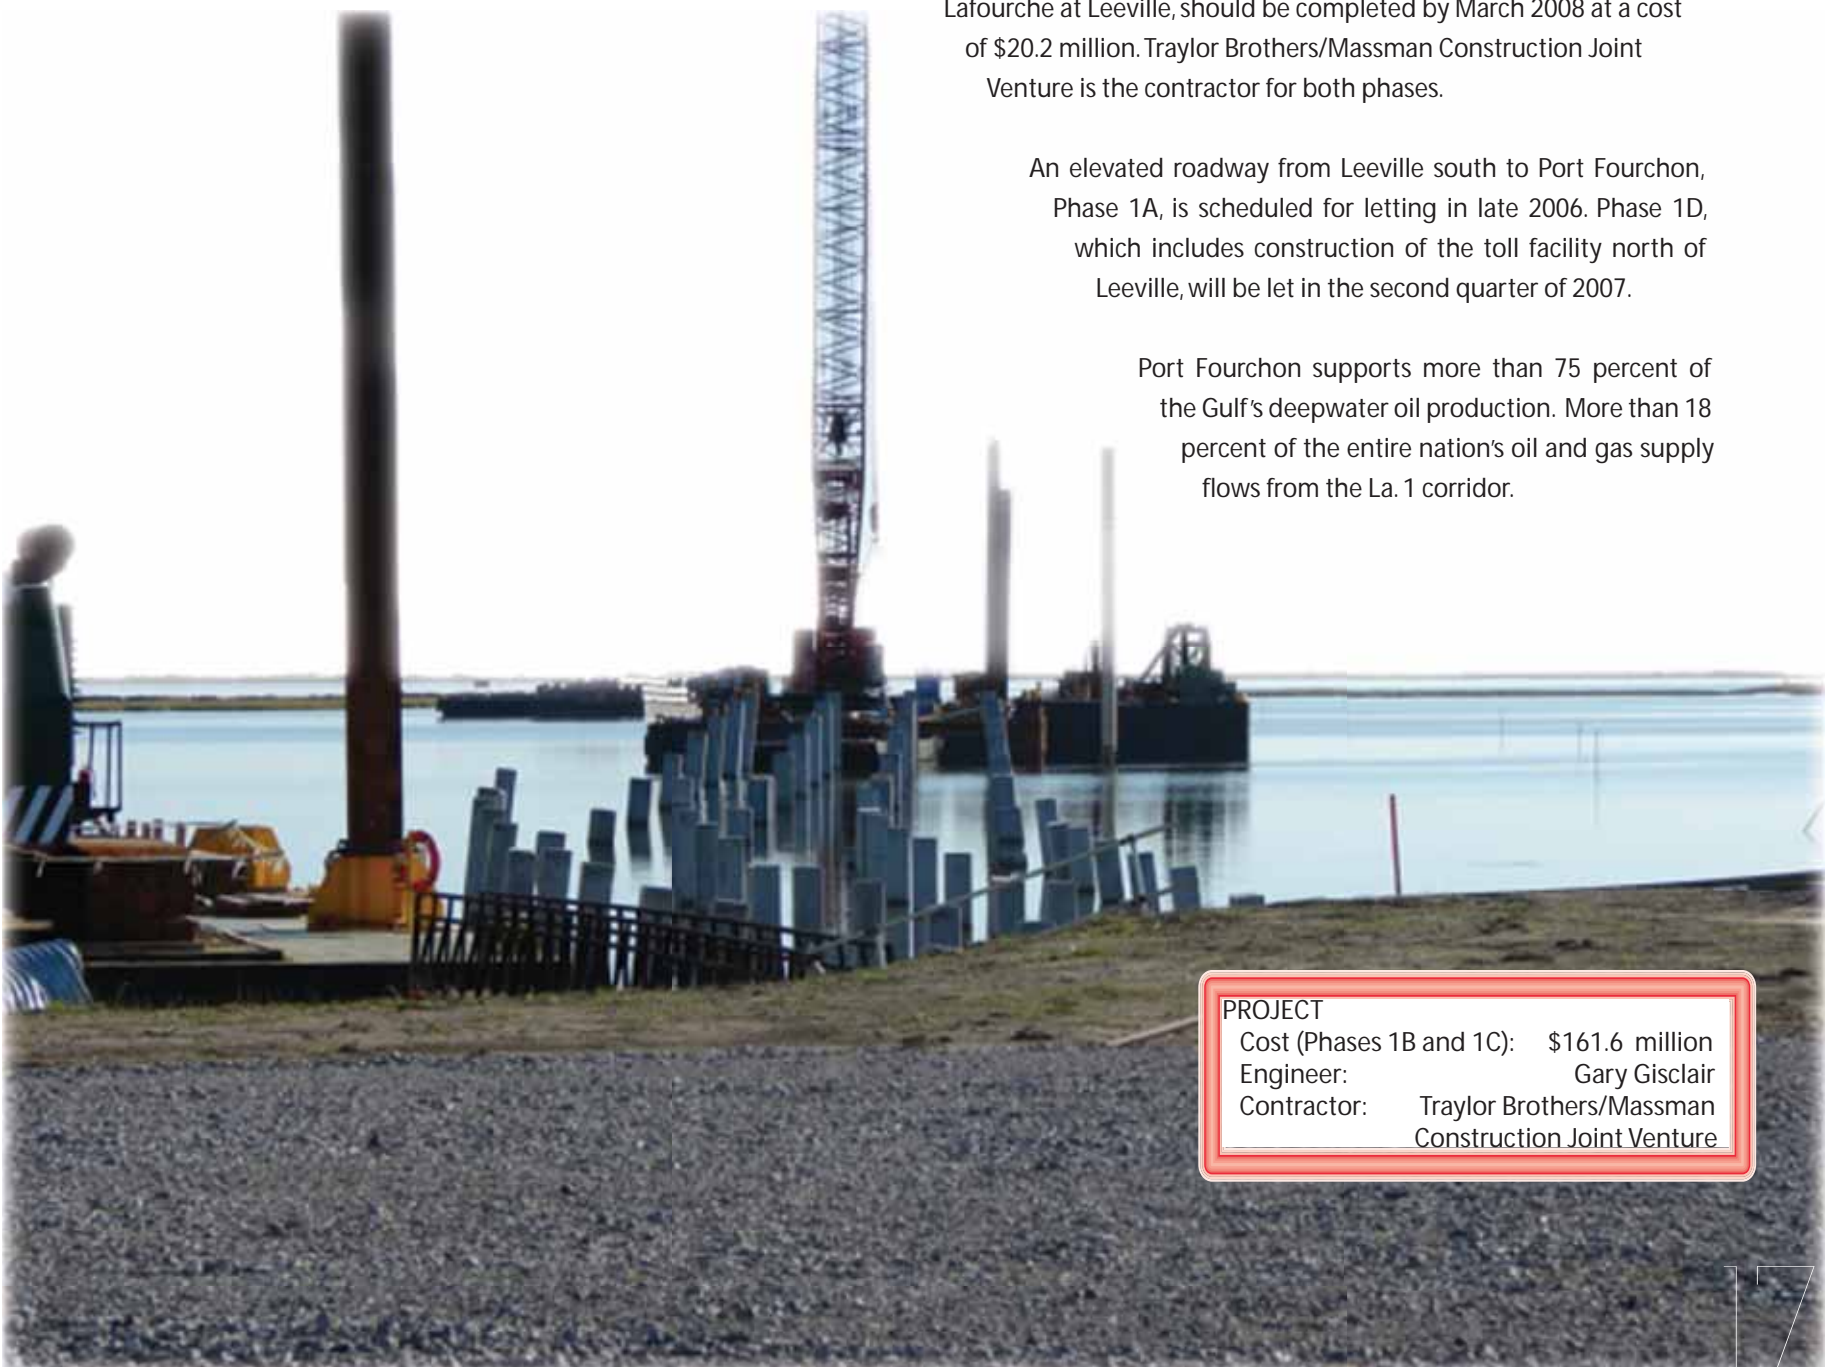 Lafourche at Leeville, should be completed by March 2008 at a cost
of $20.2 million. Traylor Brothers/Massman Construction Joint
Venture is the contractor for both phases.
An elevated roadway from Leeville south to Port Fourchon,
Phase 1A, is scheduled for letting in late 2006. Phase 1D,
which includes construction of the toll facility north of
Leeville, will be let in the second quarter of 2007.
Port Fourchon supports more than 75 percent of
the Gulf's deepwater oil production. More than 18
percent of the entire nation's oil and gas supply
flows from the La. 1 corridor.
PROJECT
Cost (Phases 1B and 1C): $161.6 million
Engineer: Gary Gisclair
Contractor: Traylor Brothers/Massman
Construction Joint Venture
17